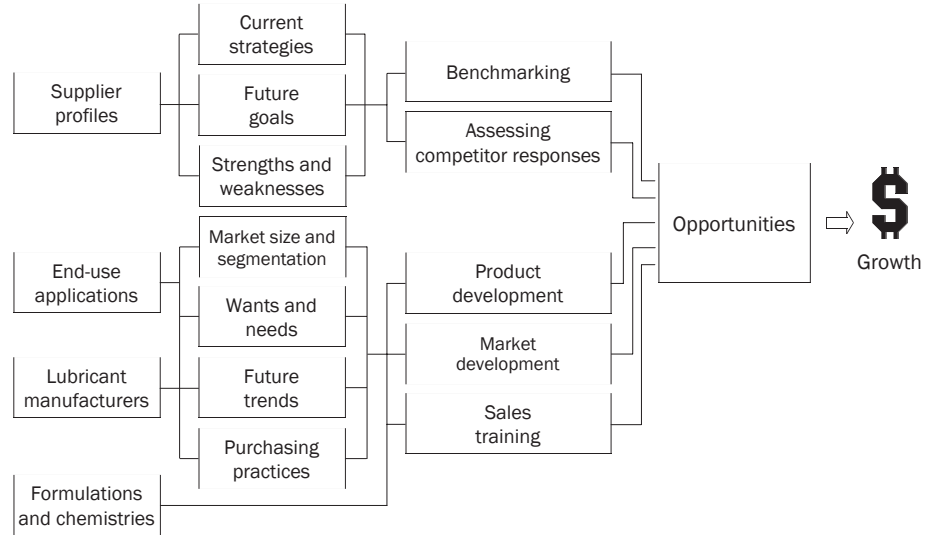 Supplier
profiles
Current
strategies
Future
goals
Strengths and
weaknesses
Benchmarking
Assessing
competitor responses
End-use
applications
Lubricant
manufacturers
Formulations
and chemistries
Market size and
segmentation
Wants and
needs
Future
trends
Purchasing
practices
Product
development
Market
development
Sales
training
Opportunities
$
Growth